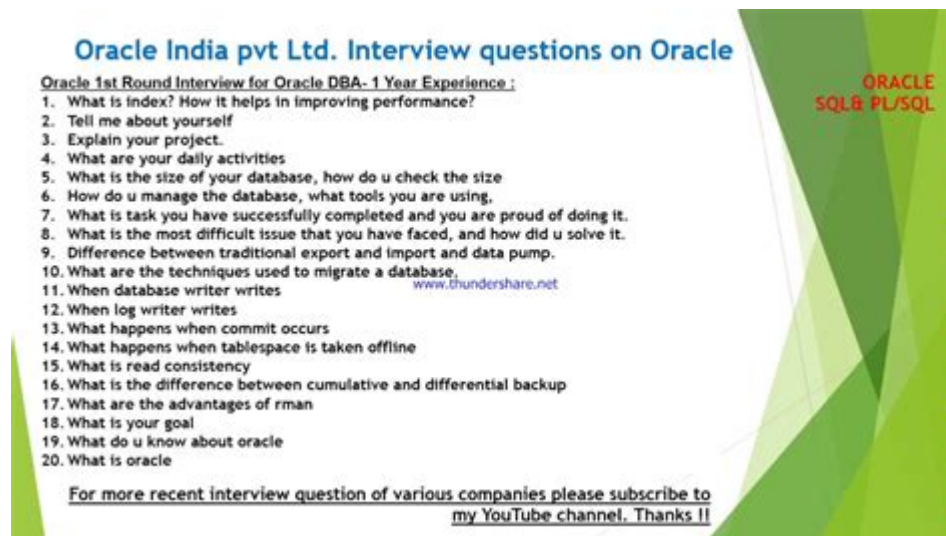 Oracle India pvt Ltd. Interview questions on Oracle
Oracle 1st Round Interview for Oracle DBA- 1 Year Experience :
ORACLE
SQL& PL/SQL
1. What is index? How it helps in improving performance?
2. Tell me about yourself
3. Explain your project.
4. What are your daily activities
5. What is the size of your database, how do u check the size
6. How do u manage the database, what tools you are using,
7. What is task you have successfully completed and you are proud of doing it.
8. What is the most difficult issue that you have faced, and how did u solve it.
9. Difference between traditional export and import and data pump.
10. What are the techniques used to migrate a database.
www.thundershare.net
11. When database writer writes
12. When log writer writes
13. What happens when commit occurs
14. What happens when tablespace is taken offline
15. What is read consistency
16. What is the difference between cumulative and differential backup
17. What are the advantages of rman
18. What is your goal
19. What do u know about oracle
20. What is oracle
For more recent interview question of various companies please subscribe to
my YouTube channel. Thanks !!